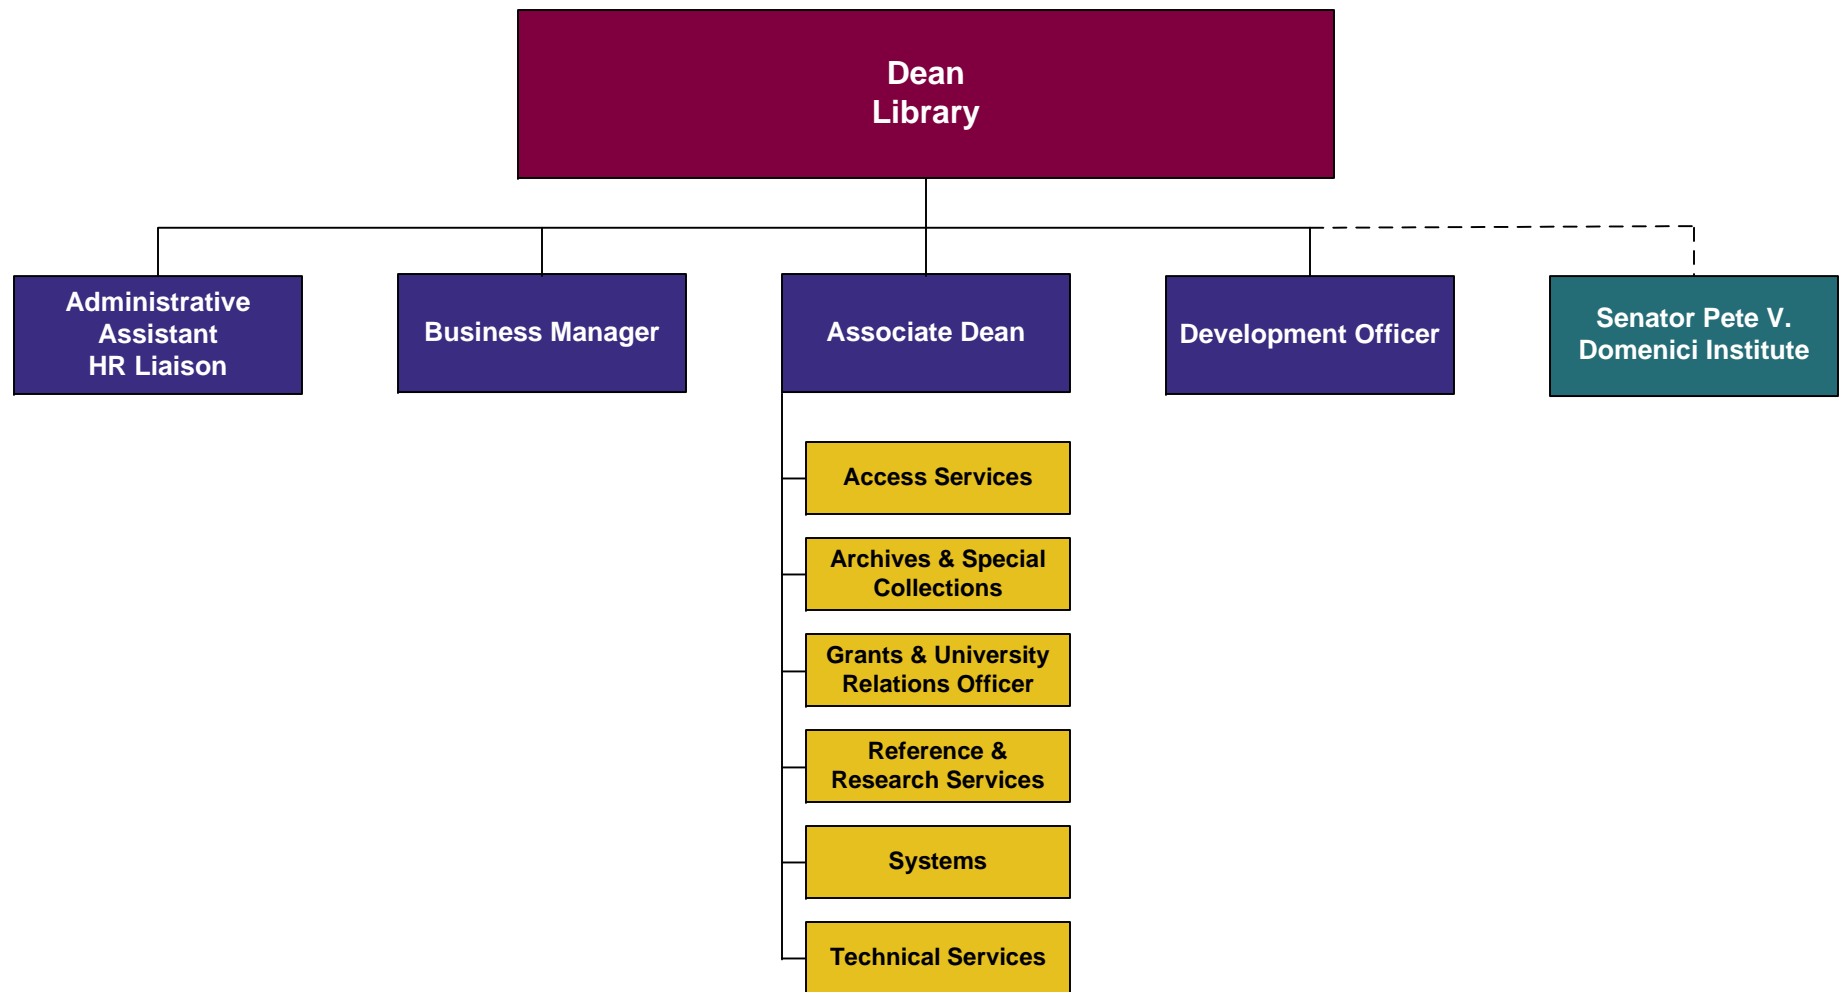 Dean
Library
Administrative
Assistant
HR Liaison
Business Manager
Associate Dean
Development Officer
Senator Pete V.
Domenici Institute
Access Services
Archives & Special
Collections
Grants & University
Relations Officer
Reference &
Research Services
Systems
Technical Services